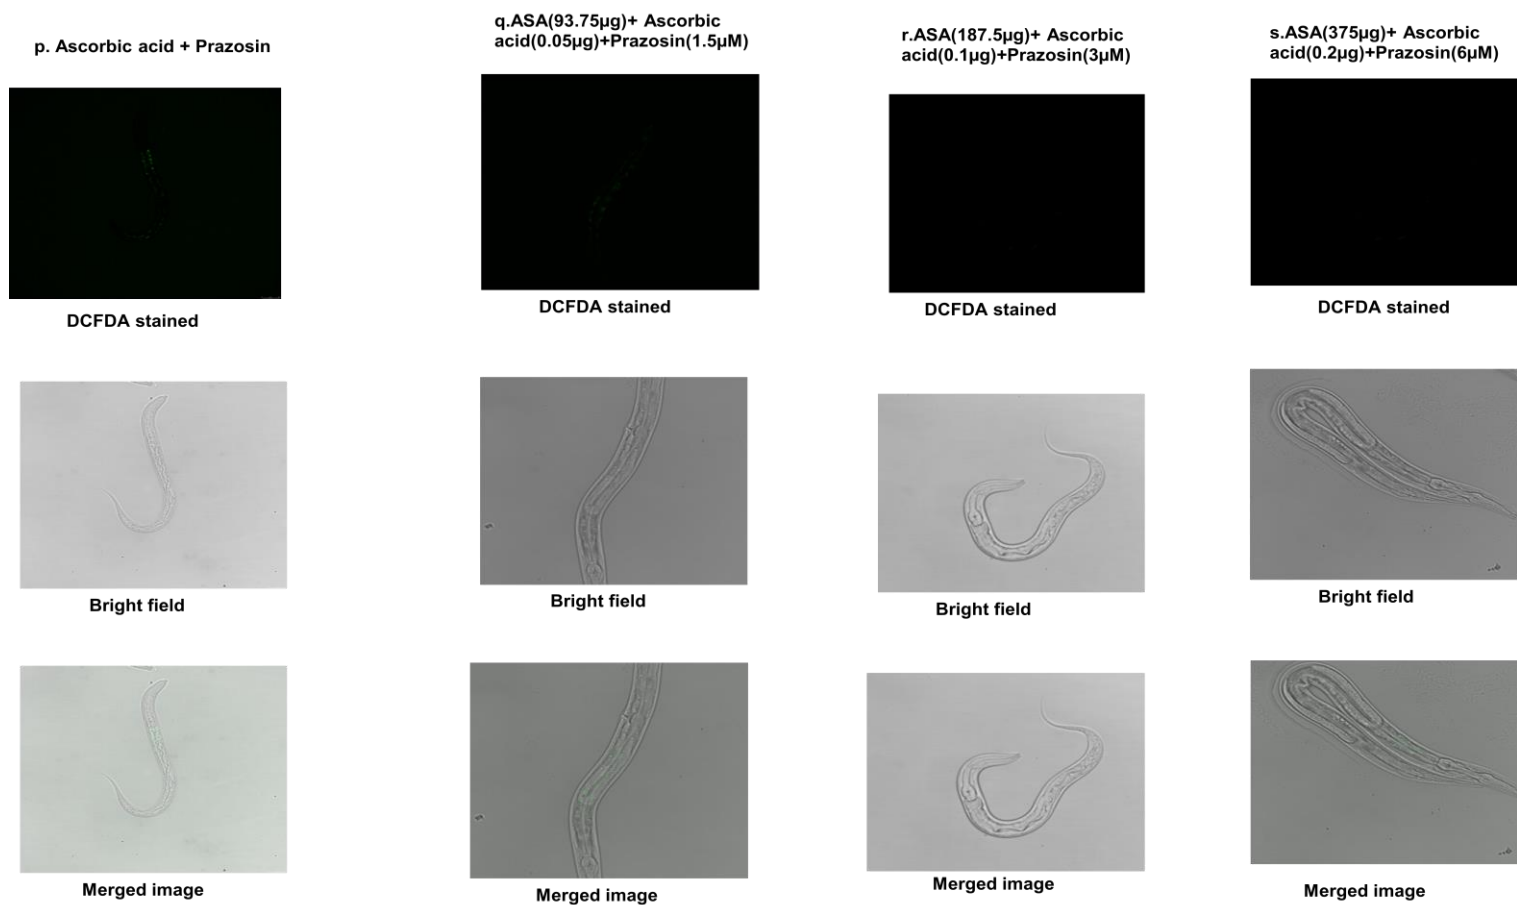 p. Ascorbic acid + Prazosin
q.ASA(93.75µg)+ Ascorbic
acid(0.05µg)+Prazosin(1.5µM)
r.ASA(187.5µg)+ Ascorbic
acid(0.1µg)+Prazosin(3µM)
s.ASA(375µg)+ Ascorbic
acid(0.2µg)+Prazosin(6µM)
DCFDA stained
DCFDA stained
DCFDA stained
DCFDA stained
Bright field
Bright field
Bright field
Bright field
Merged image
Merged image
Merged image
Merged image